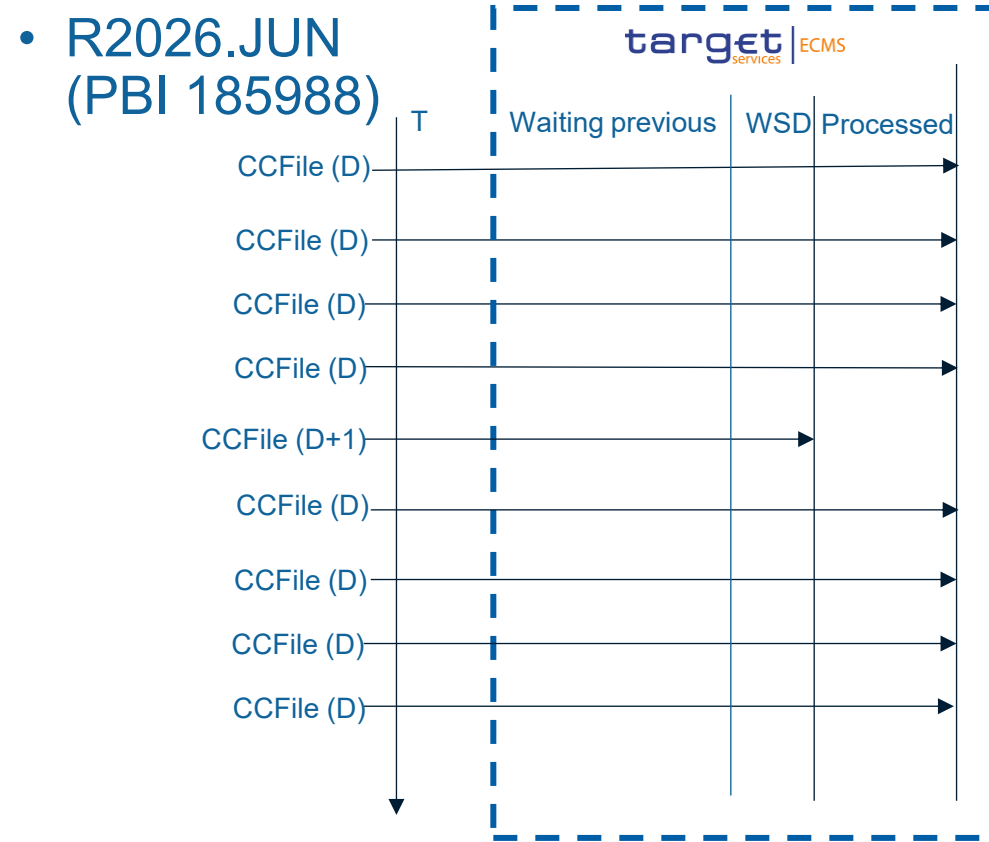 • R2026.JUN
(PBI 185988)
target
services
ECMS
T
Waiting previous
WSD
Processed
CCFile (D)
CCFile (D)
CCFile (D)
CCFile (D)
CCFile (D+1)
CCFile (D)
CCFile (D)
CCFile (D)
CCFile (D)